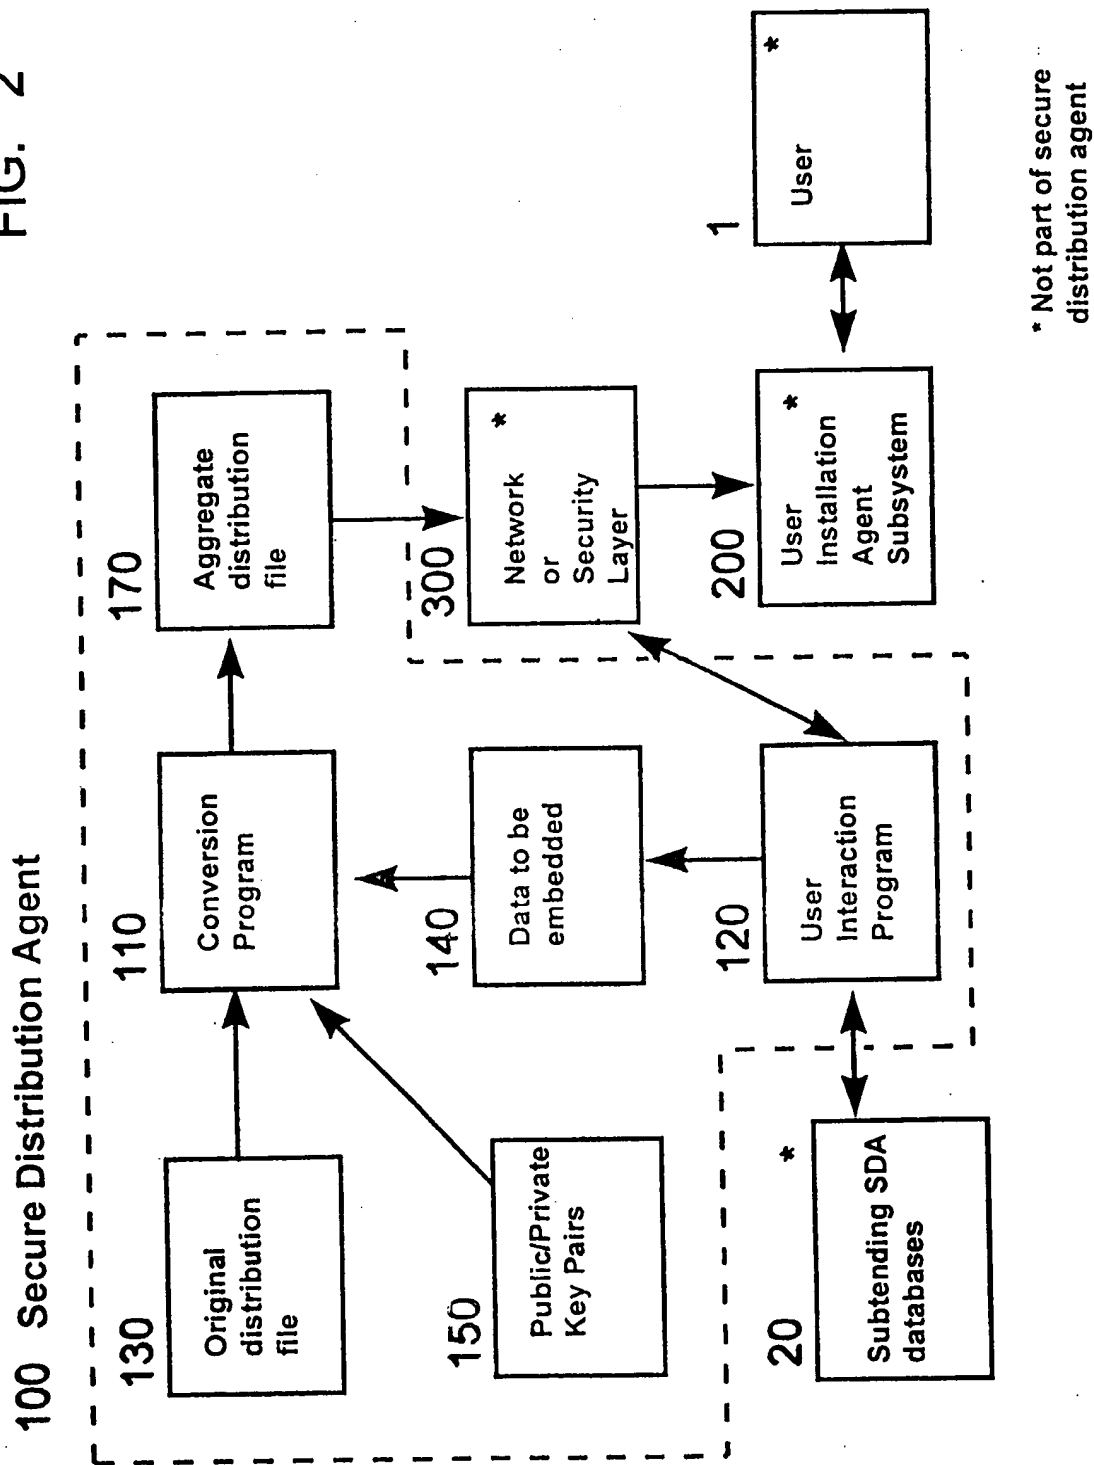 FIG. 2
100 Secure Distribution Agent
130
Original
distribution
file
110
Conversion
Program
170
Aggregate
distribution
file
150
Public/Private
Key Pairs
140
Data to be
embedded
300
Network *
or
Security
Layer
20 *
Subtending SDA
databases
120
User
Interaction
Program
200
User *
Installation
Agent
Subsystem
1
User *
* Not part of secure
distribution agent